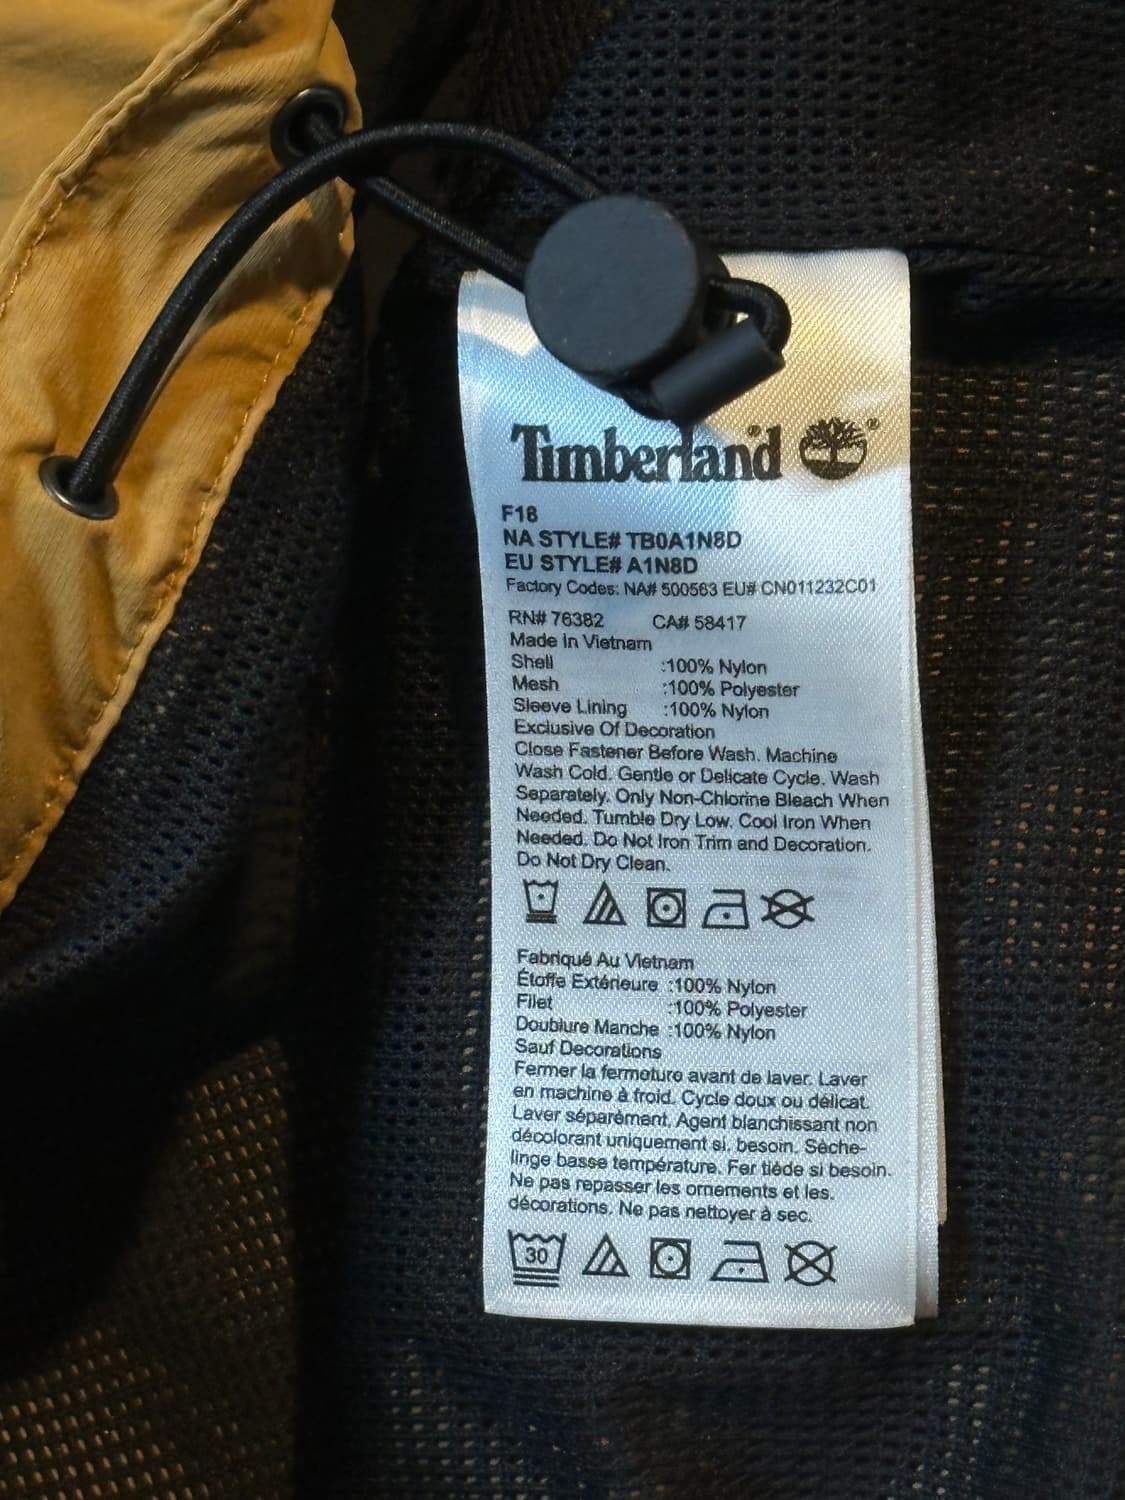 Timberland ®
F18
NA STYLE# TB0A1N8D
EU STYLE# A1N8D
Factory Codes: NA# 500563 EU# CN011232C01
RN# 76382 CA# 58417
Made In Vietnam
Shell :100% Nylon
Mesh :100% Polyester
Sleeve Lining :100% Nylon
Exclusive Of Decoration
Close Fastener Before Wash. Machine
Wash Cold. Gentle or Delicate Cycle. Wash
Separately. Only Non-Chlorine Bleach When
Needed. Tumble Dry Low. Cool Iron When
Needed. Do Not Iron Trim and Decoration.
Do Not Dry Clean.
Fabriqué Au Vietnam
Étoffe Extérieure :100% Nylon
Filet :100% Polyester
Doublure Manche :100% Nylon
Sauf Decorations
Fermer la fermeture avant de laver. Laver
en machine à froid. Cycle doux ou délicat.
Laver séparément. Agent blanchissant non
décolorant uniquement si. besoin. Sèche-
linge basse température. Fer tiède si besoin.
Ne pas repasser les ornements et les.
décorations. Ne pas nettoyer à sec.
30